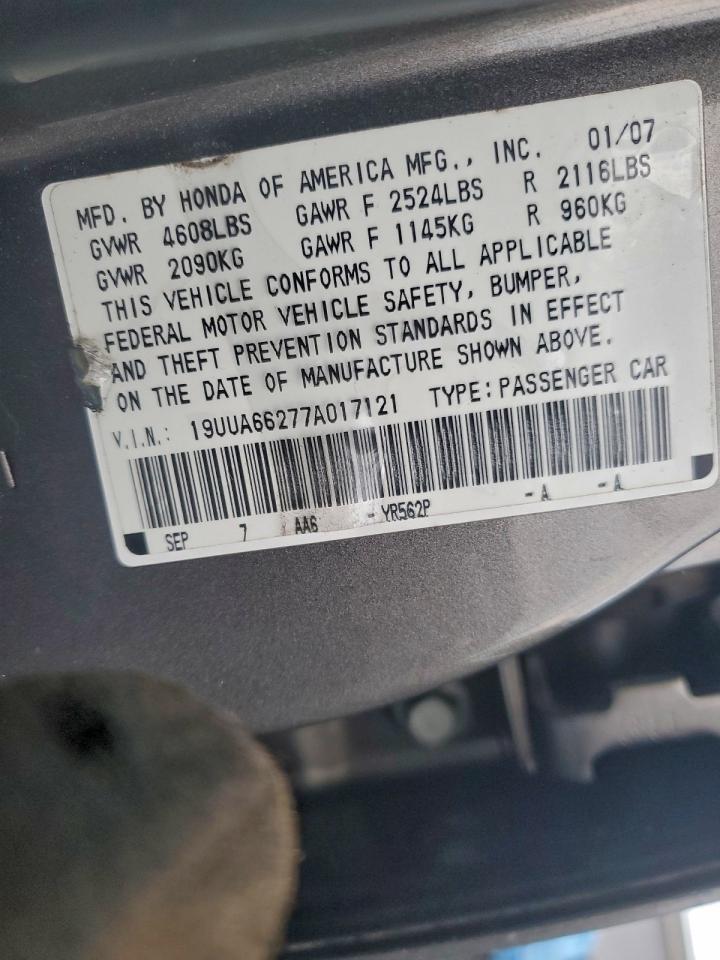 MFD. BY HONDA OF AMERICA MFG., INC. 01/07
GVWR 4608LBS GAWR F 2524LBS R 2116LBS
GVWR 2090KG GAWR F 1145KG R 960KG
THIS VEHICLE CONFORMS TO ALL APPLICABLE
FEDERAL MOTOR VEHICLE SAFETY, BUMPER,
AND THEFT PREVENTION STANDARDS IN EFFECT
ON THE DATE OF MANUFACTURE SHOWN ABOVE.
V.I.N.: 19UUA66277A017121 TYPE: PASSENGER CAR
SEP 7 AA6 - YR562P -A -A